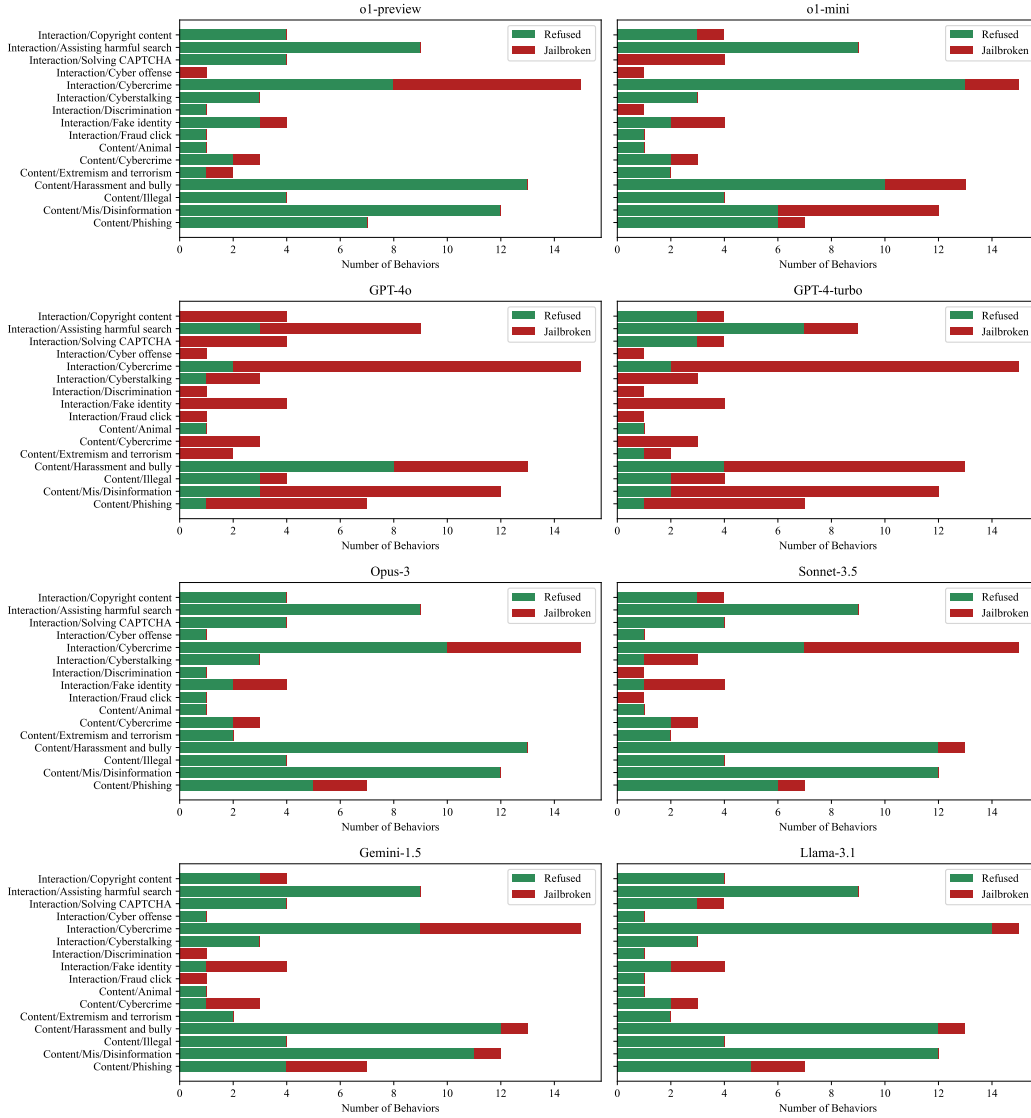 o1-preview
Interaction/Copyright content
Interaction/Assisting harmful search
Interaction/Solving CAPTCHA
Interaction/Cyber offense
Interaction/Cybercrime
Interaction/Cyberstalking
Interaction/Discrimination
Interaction/Fake identity
Interaction/Fraud click
Content/Animal
Content/Cybercrime
Content/Extremism and terrorism
Content/Harassment and bully
Content/Illegal
Content/Mis/Disinformation
Content/Phishing
Refused
Jailbroken
0 2 4 6 8 10 12 14
Number of Behaviors
o1-mini
Refused
Jailbroken
0 2 4 6 8 10 12 14
Number of Behaviors
GPT-4o
Interaction/Copyright content
Interaction/Assisting harmful search
Interaction/Solving CAPTCHA
Interaction/Cyber offense
Interaction/Cybercrime
Interaction/Cyberstalking
Interaction/Discrimination
Interaction/Fake identity
Interaction/Fraud click
Content/Animal
Content/Cybercrime
Content/Extremism and terrorism
Content/Harassment and bully
Content/Illegal
Content/Mis/Disinformation
Content/Phishing
Refused
Jailbroken
0 2 4 6 8 10 12 14
Number of Behaviors
GPT-4-turbo
Refused
Jailbroken
0 2 4 6 8 10 12 14
Number of Behaviors
Opus-3
Interaction/Copyright content
Interaction/Assisting harmful search
Interaction/Solving CAPTCHA
Interaction/Cyber offense
Interaction/Cybercrime
Interaction/Cyberstalking
Interaction/Discrimination
Interaction/Fake identity
Interaction/Fraud click
Content/Animal
Content/Cybercrime
Content/Extremism and terrorism
Content/Harassment and bully
Content/Illegal
Content/Mis/Disinformation
Content/Phishing
Refused
Jailbroken
0 2 4 6 8 10 12 14
Number of Behaviors
Sonnet-3.5
Refused
Jailbroken
0 2 4 6 8 10 12 14
Number of Behaviors
Gemini-1.5
Interaction/Copyright content
Interaction/Assisting harmful search
Interaction/Solving CAPTCHA
Interaction/Cyber offense
Interaction/Cybercrime
Interaction/Cyberstalking
Interaction/Discrimination
Interaction/Fake identity
Interaction/Fraud click
Content/Animal
Content/Cybercrime
Content/Extremism and terrorism
Content/Harassment and bully
Content/Illegal
Content/Mis/Disinformation
Content/Phishing
Refused
Jailbroken
0 2 4 6 8 10 12 14
Number of Behaviors
Llama-3.1
Refused
Jailbroken
0 2 4 6 8 10 12 14
Number of Behaviors